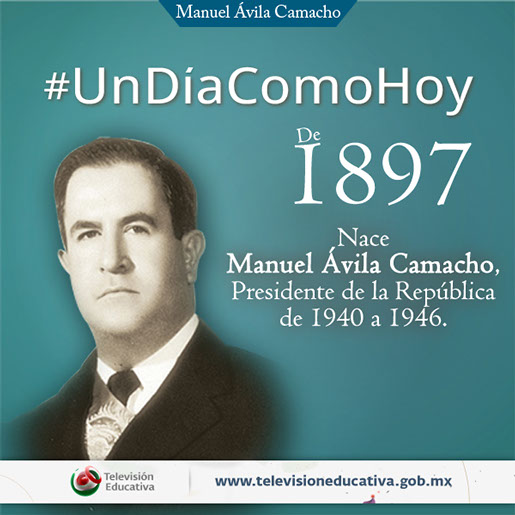 Manuel Ávila Camacho
#UnDíaComoHoy
De
1897
Nace
Manuel Ávila Camacho,
Presidente de la República
de 1940 a 1946.
Televisión
Educativa
www.televisioneducativa.gob.mx